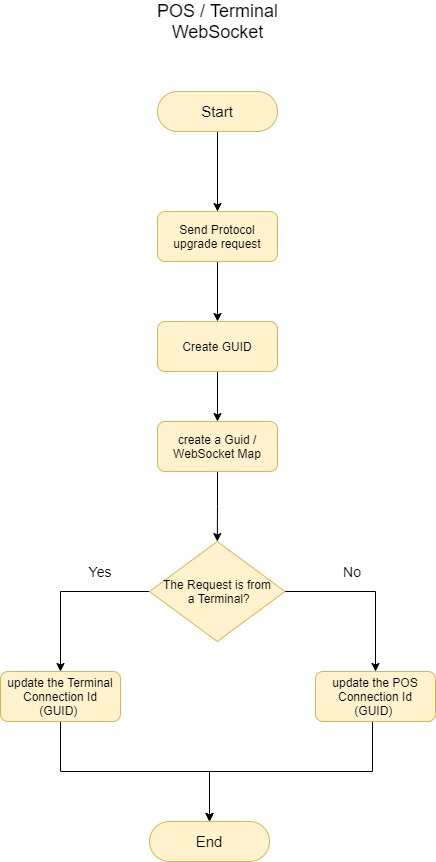 POS / Terminal
WebSocket
Start
Send Protocol
upgrade request
Create GUID
create a Guid /
WebSocket Map
The Request is from
a Terminal?
Yes
No
update the Terminal
Connection Id
(GUID)
update the POS
Connection Id
(GUID)
End